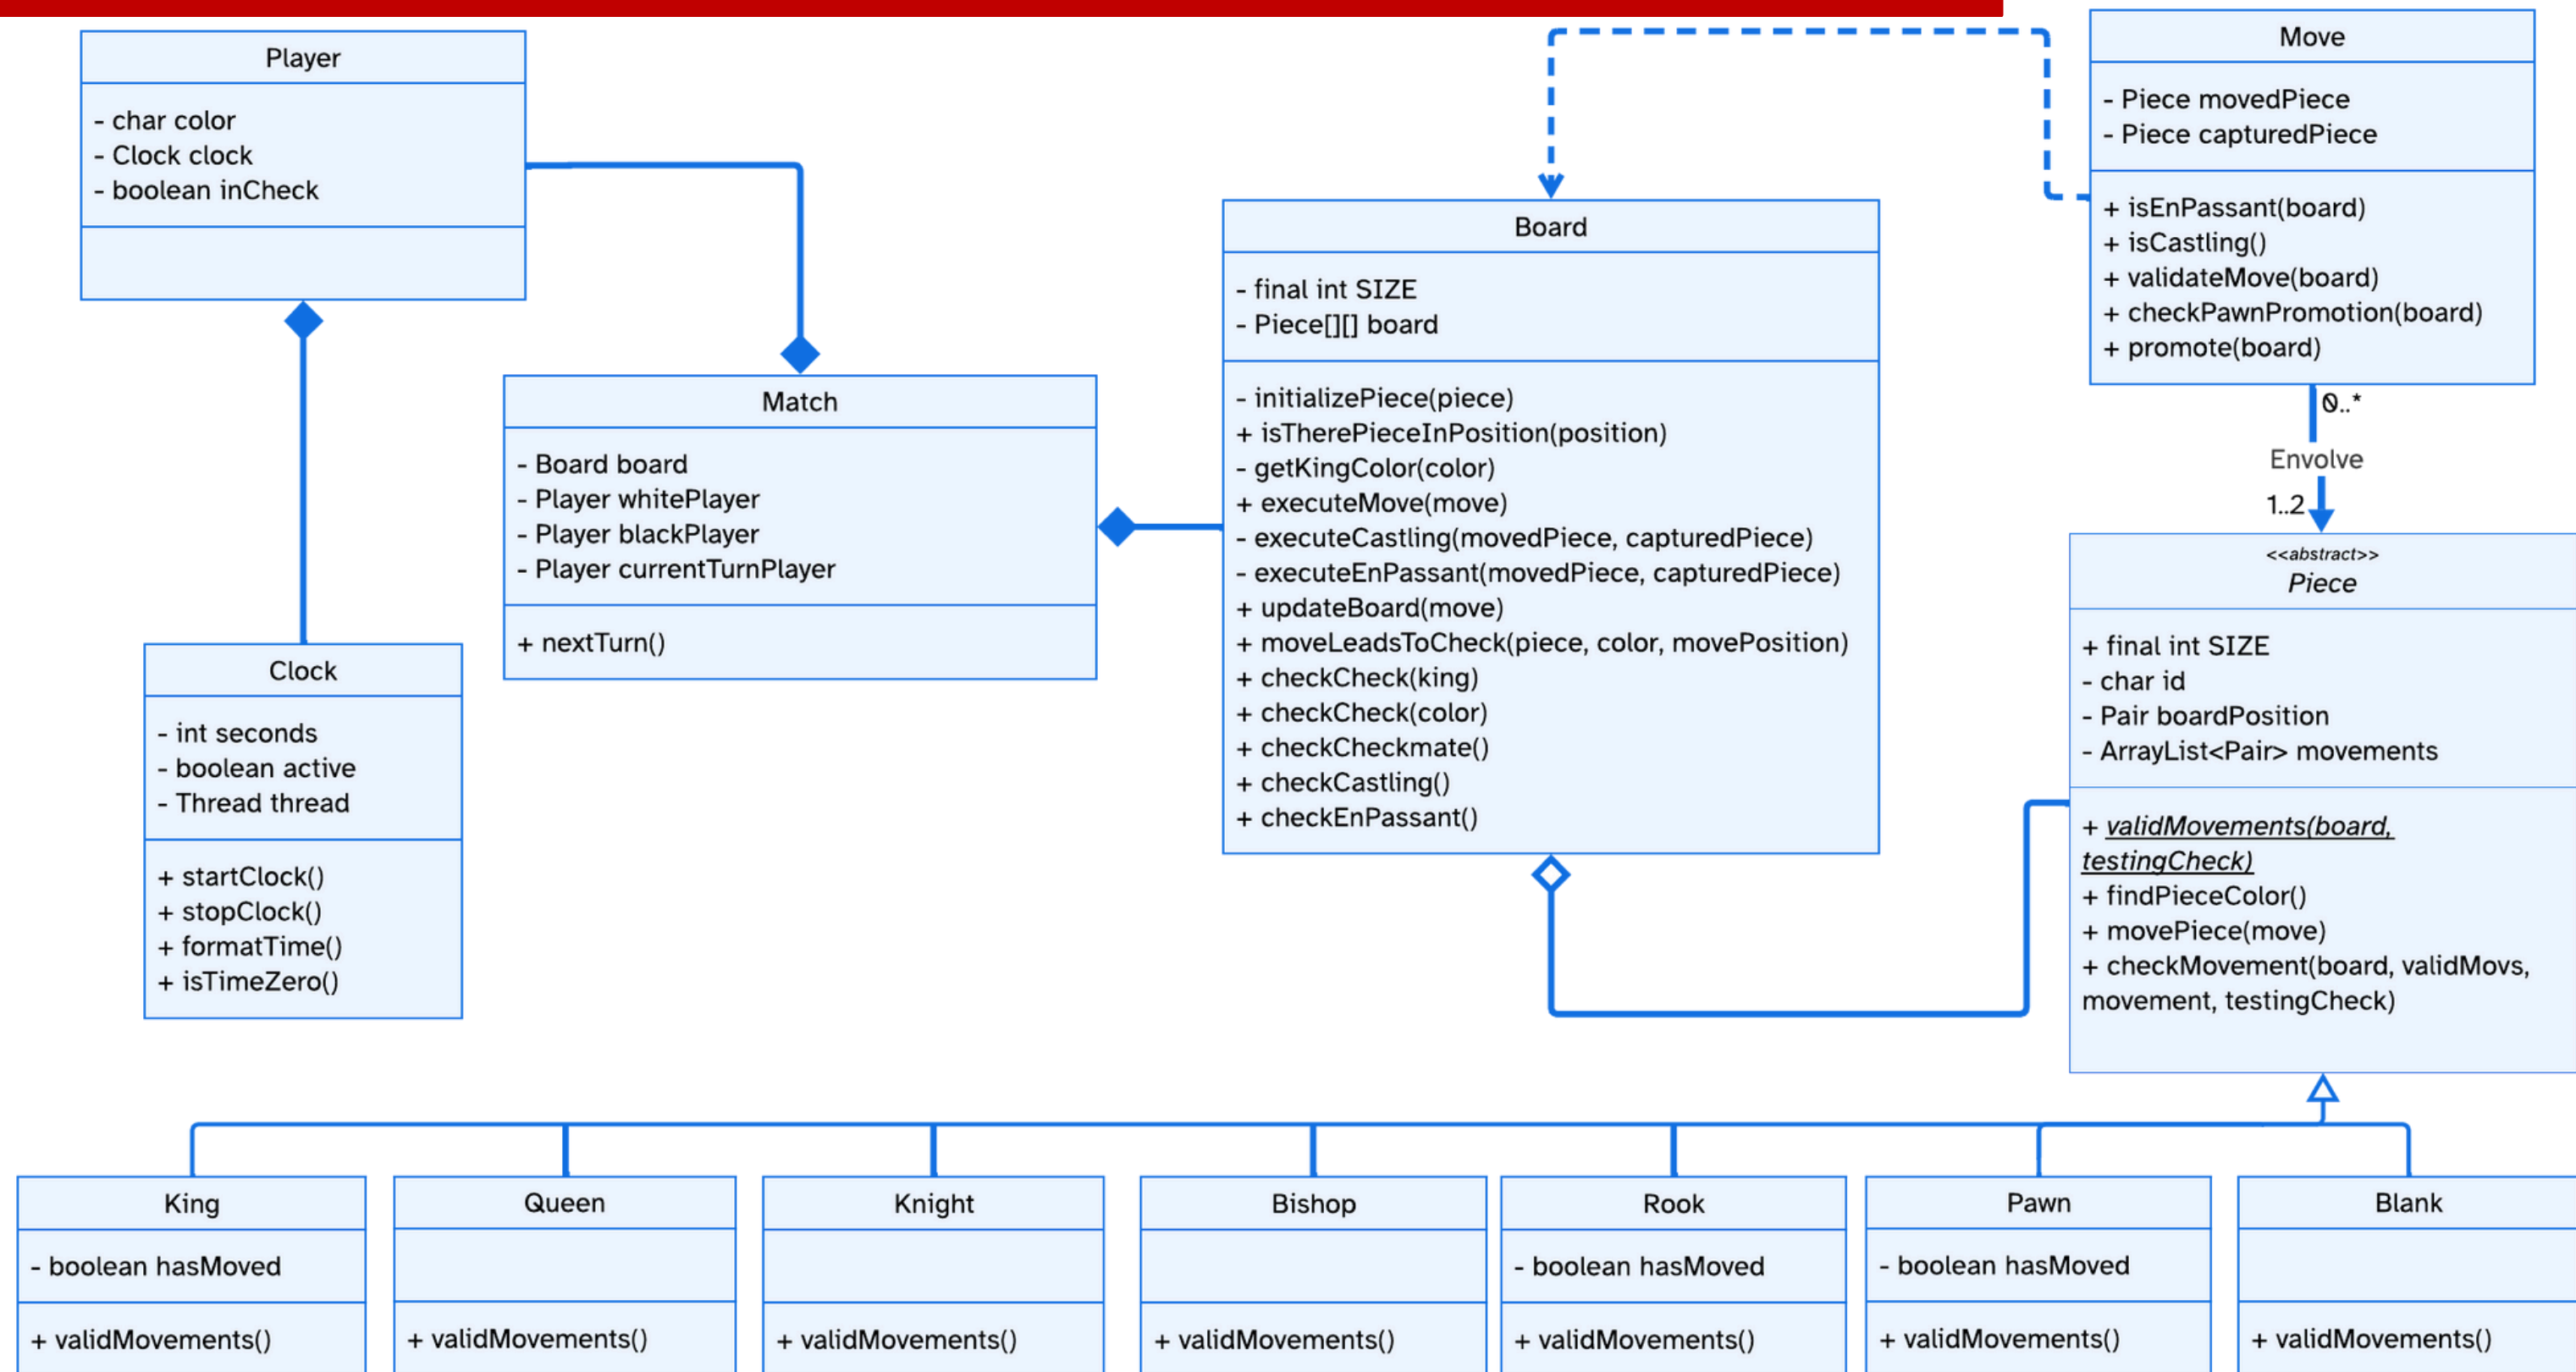 Player
- char color
- Clock clock
- boolean inCheck
Match
- Board board
- Player whitePlayer
- Player blackPlayer
- Player currentTurnPlayer
+ nextTurn()
Clock
- int seconds
- boolean active
- Thread thread
+ startClock()
+ stopClock()
+ formatTime()
+ isTimeZero()
Board
- final int SIZE
- Piece[][] board
- initializePiece(piece)
+ isTherePieceInPosition(position)
- getKingColor(color)
+ executeMove(move)
- executeCastling(movedPiece, capturedPiece)
- executeEnPassant(movedPiece, capturedPiece)
+ updateBoard(move)
+ moveLeadsToCheck(piece, color, movePosition)
+ checkCheck(king)
+ checkCheck(color)
+ checkCheckmate()
+ checkCastling()
+ checkEnPassant()
Move
- Piece movedPiece
- Piece capturedPiece
+ isEnPassant(board)
+ isCastling()
+ validateMove(board)
+ checkPawnPromotion(board)
+ promote(board)
0..*
Envolve
1..2
<<abstract>>
Piece
+ final int SIZE
- char id
- Pair boardPosition
- ArrayList<Pair> movements
+ validMovements(board,
testingCheck)
+ findPieceColor()
+ movePiece(move)
+ checkMovement(board, validMovs,
movement, testingCheck)
King
- boolean hasMoved
+ validMovements()
Queen
+ validMovements()
Knight
+ validMovements()
Bishop
+ validMovements()
Rook
- boolean hasMoved
+ validMovements()
Pawn
- boolean hasMoved
+ validMovements()
Blank
+ validMovements()